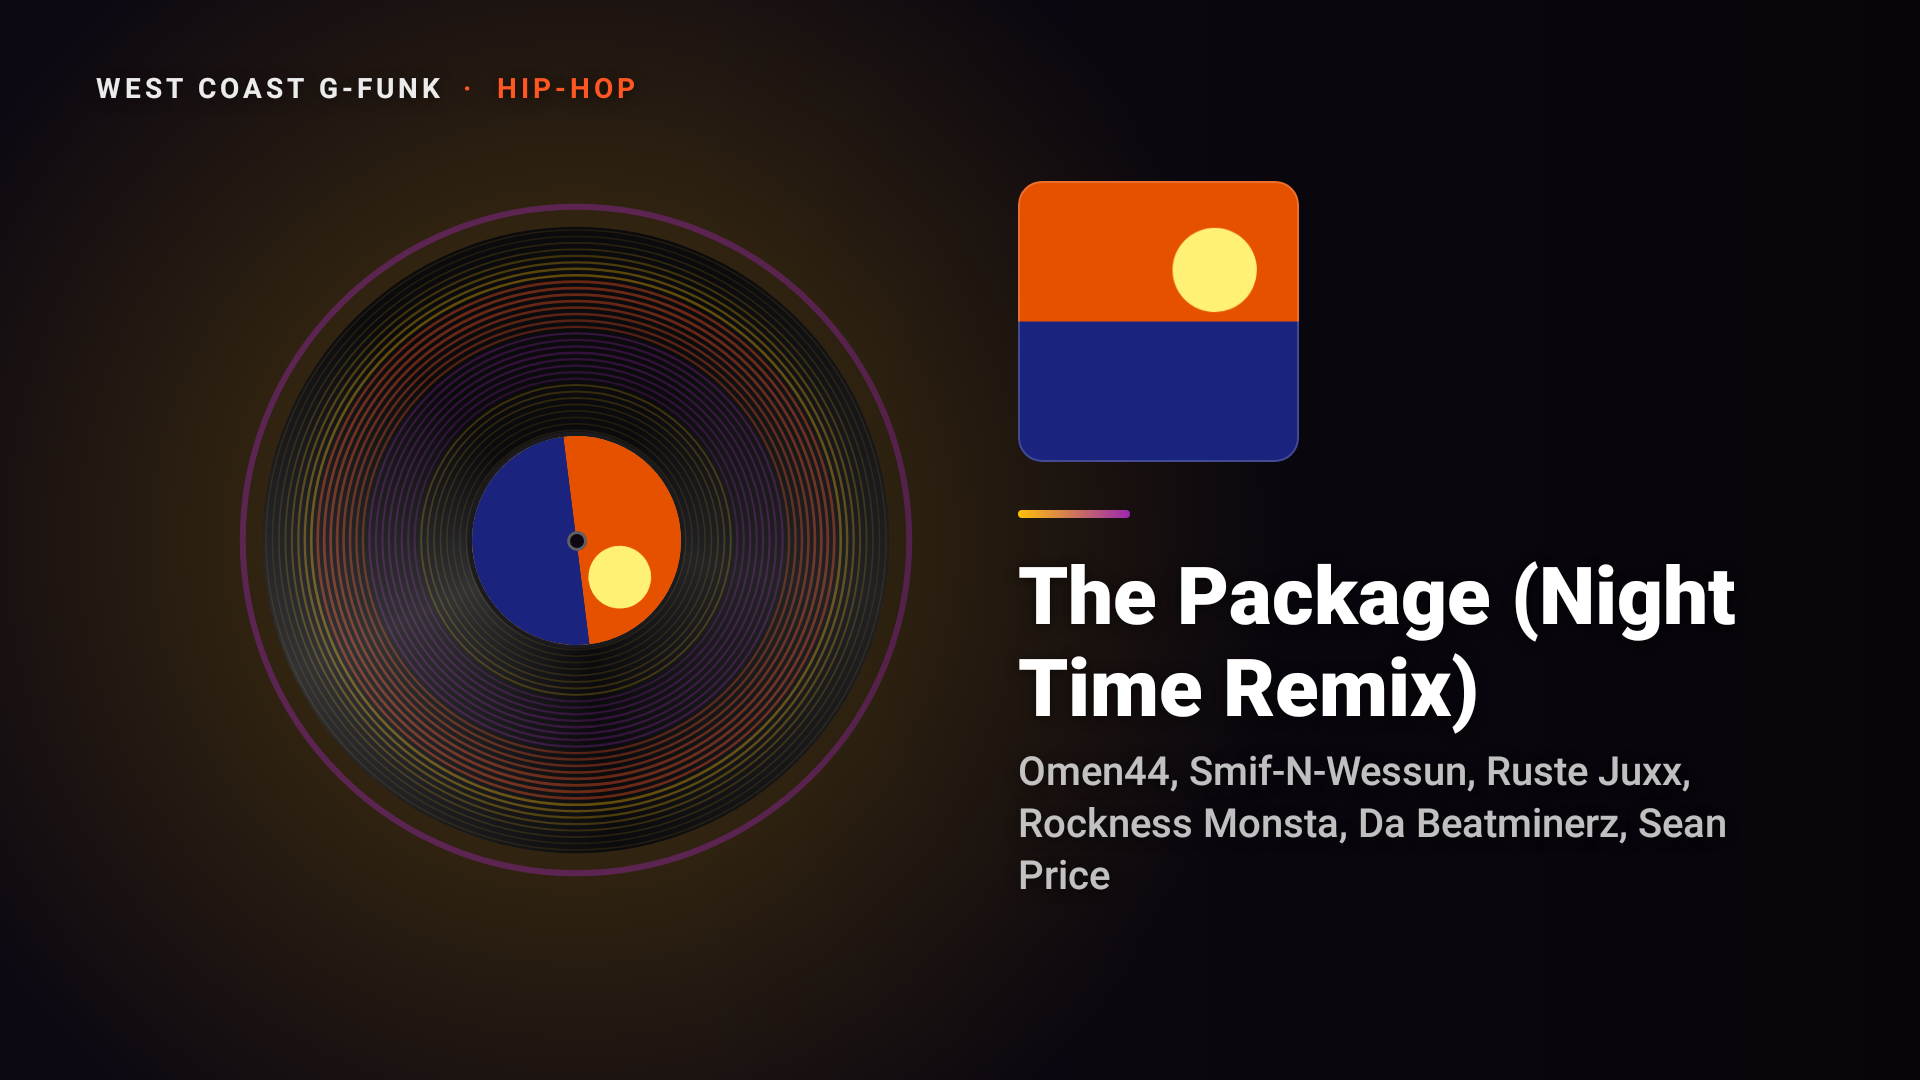 WEST COAST G-FUNK · HIP-HOP
The Package (Night
Time Remix)
Omen44, Smif-N-Wessun, Ruste Juxx,
Rockness Monsta, Da Beatminerz, Sean
Price